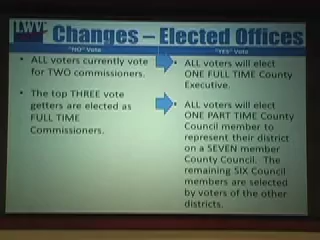 LWV
Changes – Elected Offices
"NO" Vote
"YES" Vote
• ALL voters currently vote
for TWO commissioners.
• The top THREE vote
getters are elected as
FULL TIME
Commissioners.
• ALL voters will elect
ONE FULL TIME County
Executive.
• ALL voters will elect
ONE PART TIME County
Council member to
represent their district
on a SEVEN member
County Council. The
remaining SIX Council
members are selected
by voters of the other
districts.